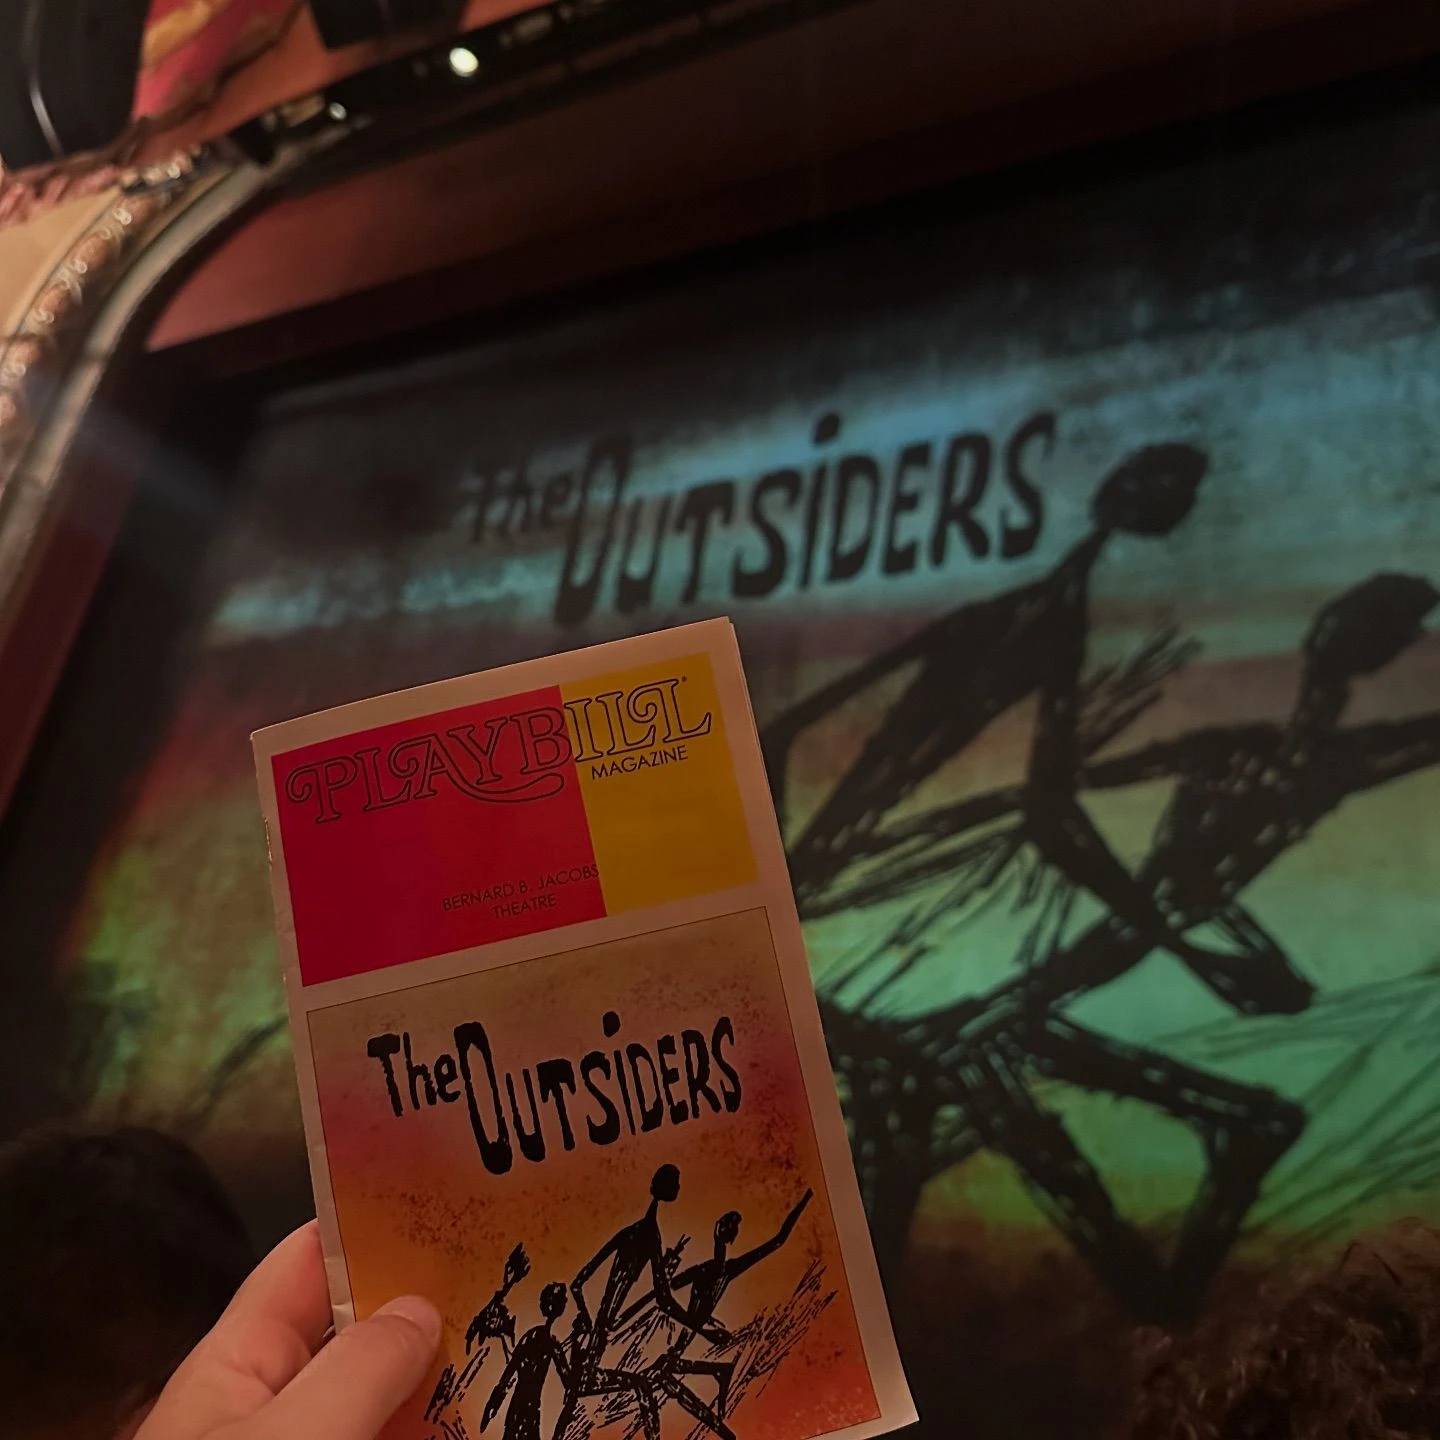 The OUTSiDERS
PLAYBILL®
MAGAZINE
BERNARD B. JACOBS
THEATRE
The OUTSiDERS